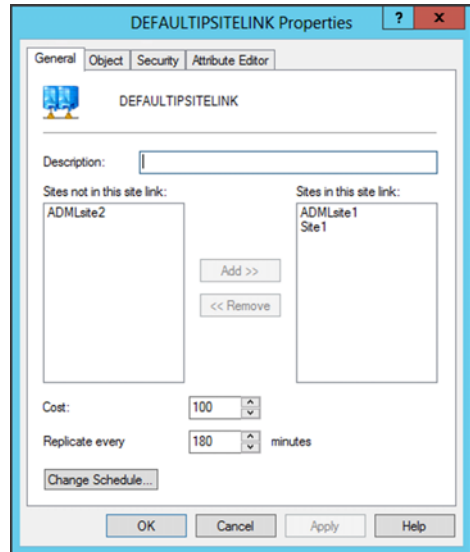 DEFAULTIPSITELINK Properties
?
x
General Object Security Attribute Editor
DEFAULTIPSITELINK
Description:
Sites not in this site link: Sites in this site link:
ADMLsite2 ADMLsite1
Site1
Add >>
<< Remove
Cost: 100
Replicate every 180 minutes
Change Schedule...
OK Cancel Apply Help